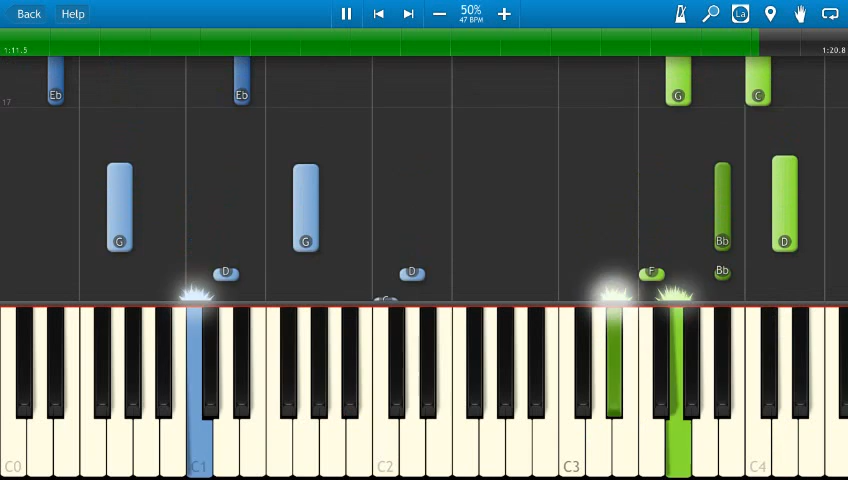 Back Help 50% La
47 BPM
1:11.5 1:20.8
Eb Eb G C
17
G G Bb D
D D F Bb
C
C0 C1 C2 C3 C4